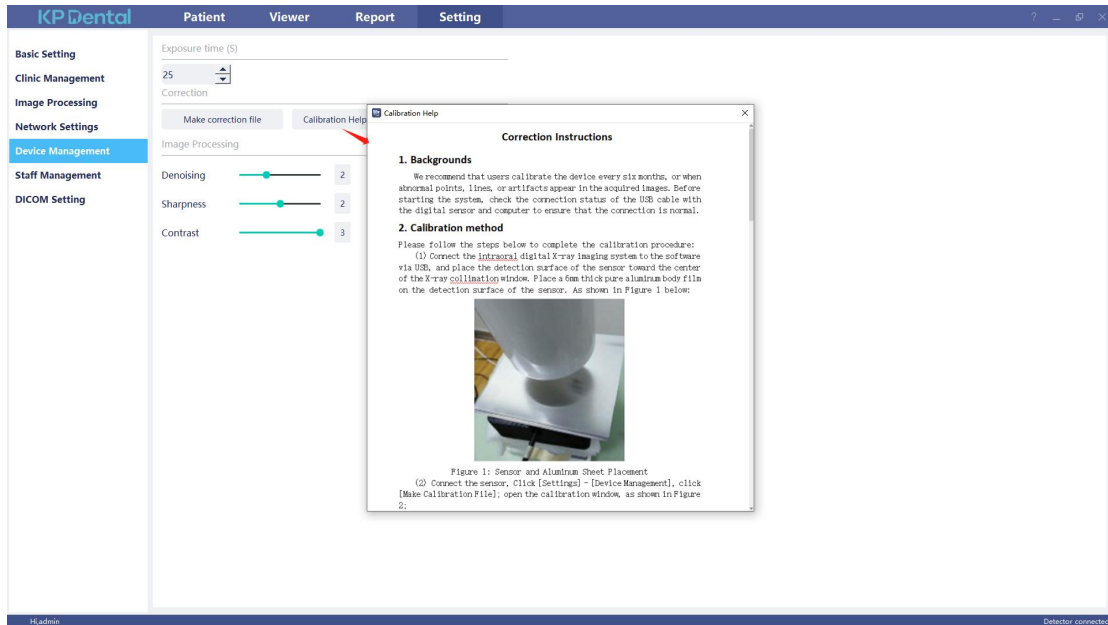 KP Dental
Patient Viewer Report Setting
Basic Setting
Clinic Management
Image Processing
Network Settings
Device Management
Staff Management
DICOM Setting
Exposure time (S)
25
Correction
Make correction file
Calibration Help
Image Processing
Denoising 2
Sharpness 2
Contrast 3
Calibration Help
Correction Instructions
1. Backgrounds
We recommend that users calibrate the device every six months, or when
abnormal points, lines, or artifacts appear in the acquired images. Before
starting the system, check the connection status of the USB cable with
the digital sensor and computer to ensure that the connection is normal.
2. Calibration method
Please follow the steps below to complete the calibration procedure:
(1) Connect the intraoral digital X-ray imaging system to the software
via USB, and place the detection surface of the sensor toward the center
of the X-ray collimation window. Place a 6mm thick pure aluminum body film
on the detection surface of the sensor. As shown in Figure 1 below:
Figure 1: Sensor and Aluminum Sheet Placement
(2) Connect the sensor, Click [Settings] - [Device Management], click
[Make Calibration File]; open the calibration window, as shown in Figure
2;
Hi,admin
Detector connected